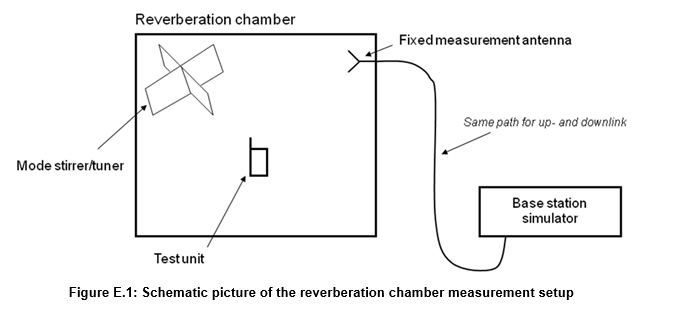 Reverberation chamber
Fixed measurement antenna
Same path for up- and downlink
Mode stirrer/tuner
Base station
simulator
Test unit
Figure E.1: Schematic picture of the reverberation chamber measurement setup